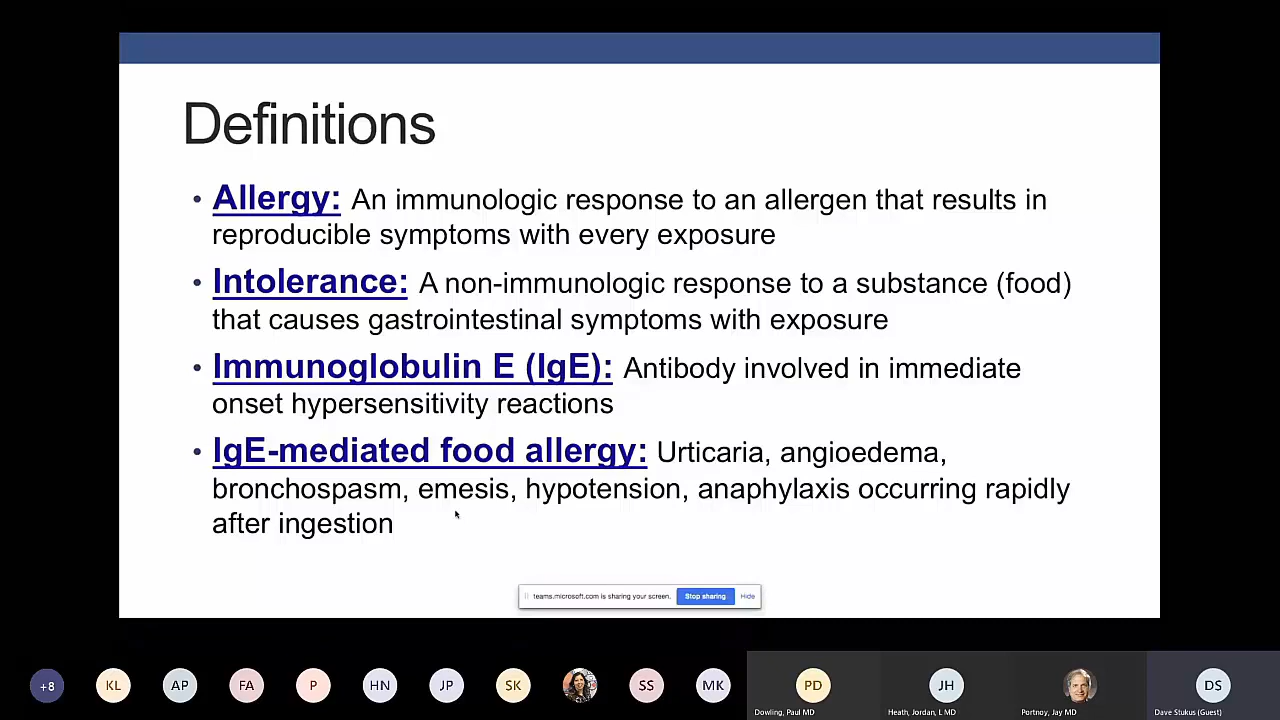 Definitions
• Allergy: An immunologic response to an allergen that results in
reproducible symptoms with every exposure
• Intolerance: A non-immunologic response to a substance (food)
that causes gastrointestinal symptoms with exposure
• Immunoglobulin E (IgE): Antibody involved in immediate
onset hypersensitivity reactions
• IgE-mediated food allergy: Urticaria, angioedema,
bronchospasm, emesis, hypotension, anaphylaxis occurring rapidly
after ingestion
teams.microsoft.com is sharing your screen. Stop sharing Hide
+8 KL AP FA P HN JP SK SS MK PD JH DS
Dowling, Paul MD Heath, Jordan, L MD Portnoy, Jay MD Dave Stukus (Guest)